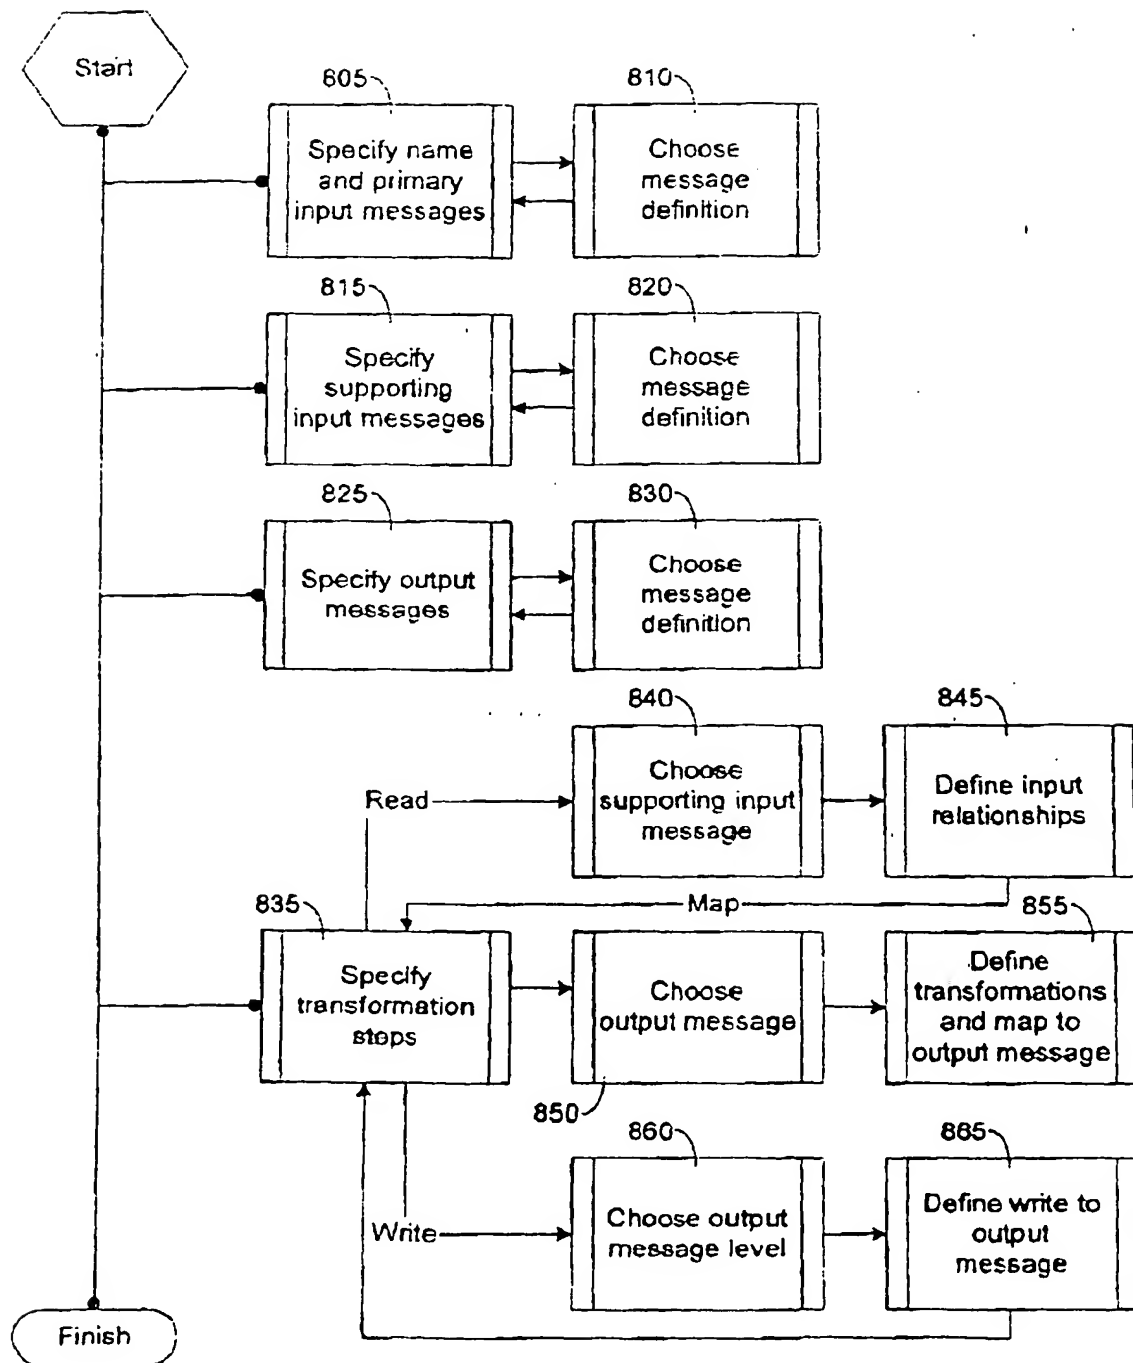 Start
805
810
Specify name
and primary
input messages
Choose
message
definition
815
820
Specify
supporting
input messages
Choose
message
definition
825
830
Specify output
messages
Choose
message
definition
840
845
Read
Choose
supporting input
message
Define input
relationships
835
Map
855
Specify
transformation
steps
Choose
output message
Define
transformations
and map to
output message
850
860
865
Write
Choose output
message level
Define write to
output
message
Finish